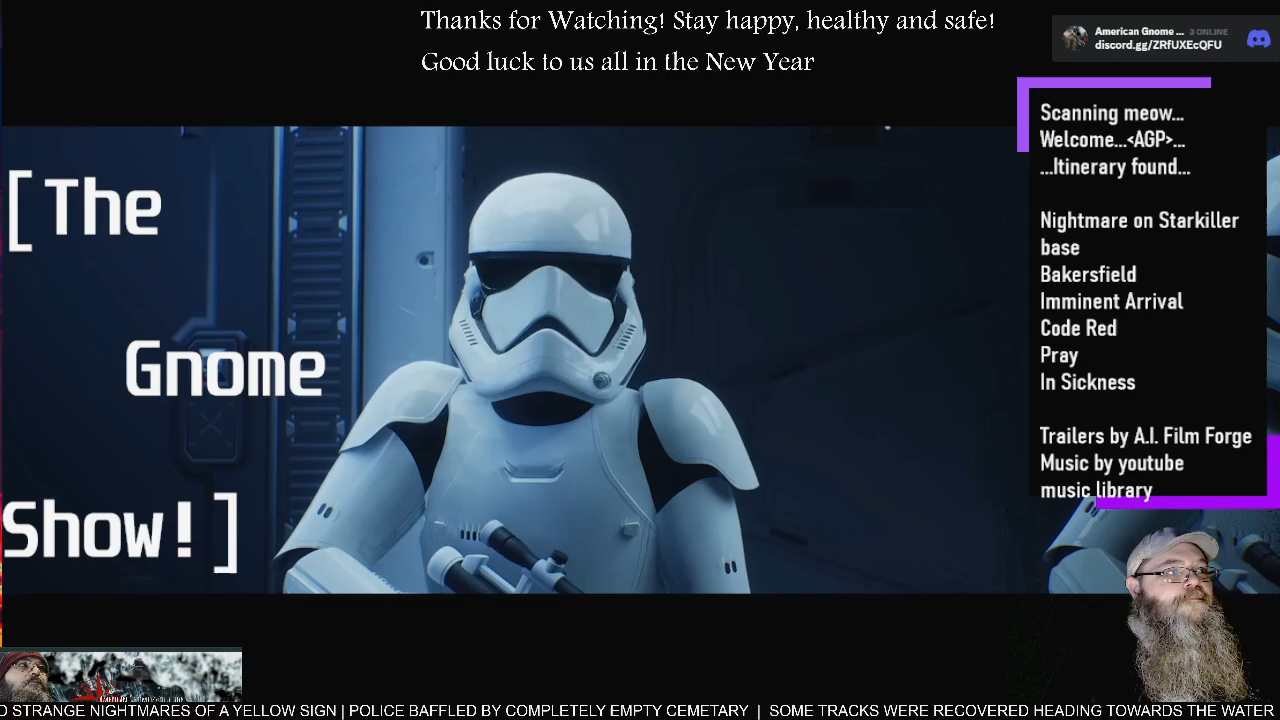 Thanks for Watching! Stay happy, healthy and safe!
Good luck to us all in the New Year
American Gnome ... 3 ONLINE
discord.gg/ZRfUXEcQFU
[The
Gnome
Show!]
Scanning meow...
Welcome...<AGP>...
...Itinerary found...
Nightmare on Starkiller
base
Bakersfield
Imminent Arrival
Code Red
Pray
In Sickness
Trailers by A.I. Film Forge
Music by youtube
music library
STRANGE NIGHTMARES OF A YELLOW SIGN | POLICE BAFFLED BY COMPLETELY EMPTY CEMETARY | SOME TRACKS WERE RECOVERED HEADING TOWARDS THE WATER